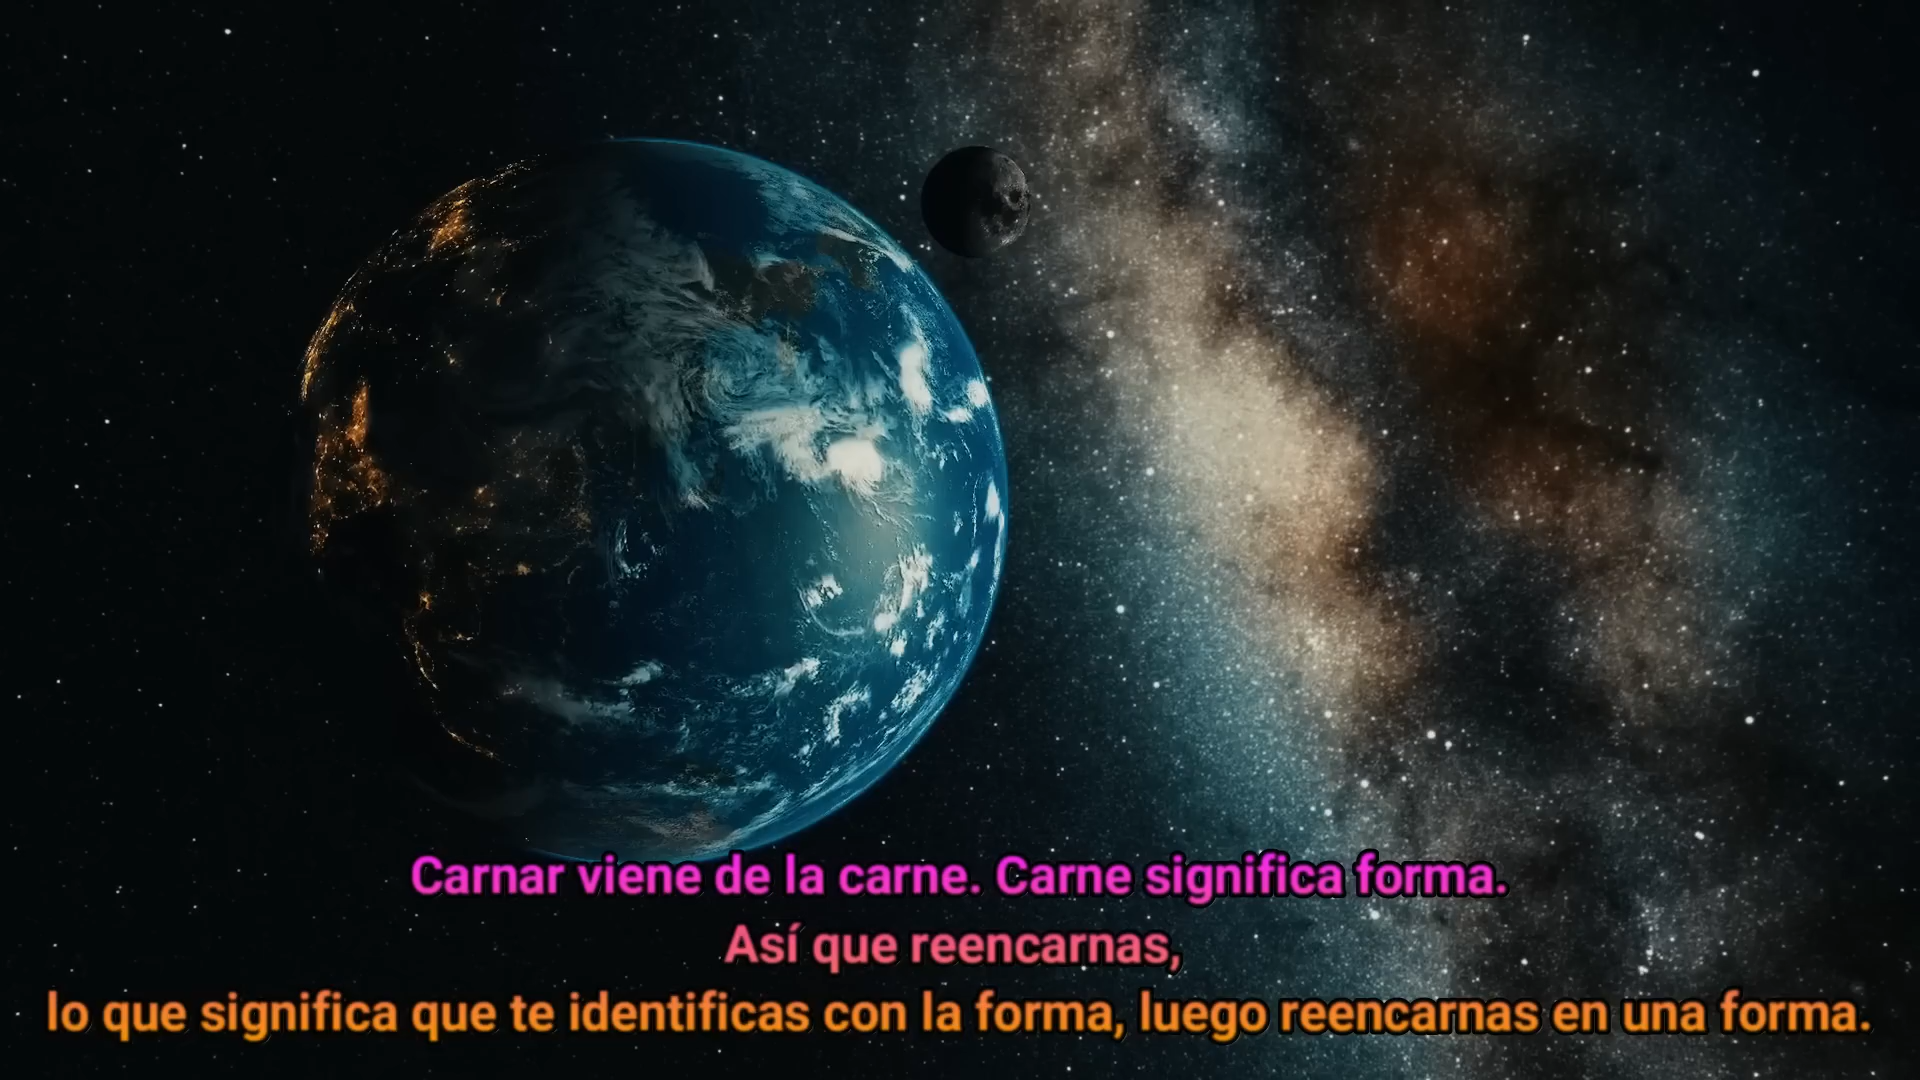 Carnar viene de la carne. Carne significa forma.
Así que reencarnas,
lo que significa que te identificas con la forma, luego reencarnas en una forma.